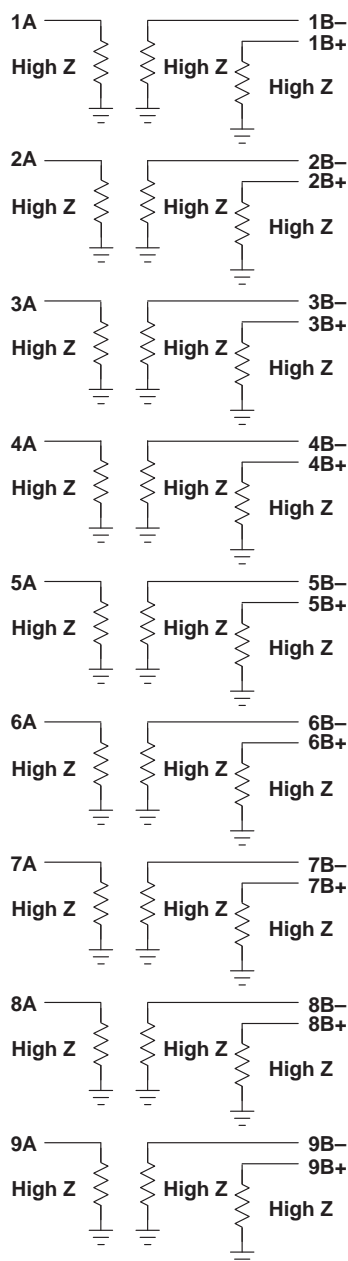 1A 1B–
1B+
High Z High Z High Z
2A 2B–
2B+
High Z High Z High Z
3A 3B–
3B+
High Z High Z High Z
4A 4B–
4B+
High Z High Z High Z
5A 5B–
5B+
High Z High Z High Z
6A 6B–
6B+
High Z High Z High Z
7A 7B–
7B+
High Z High Z High Z
8A 8B–
8B+
High Z High Z High Z
9A 9B–
9B+
High Z High Z High Z